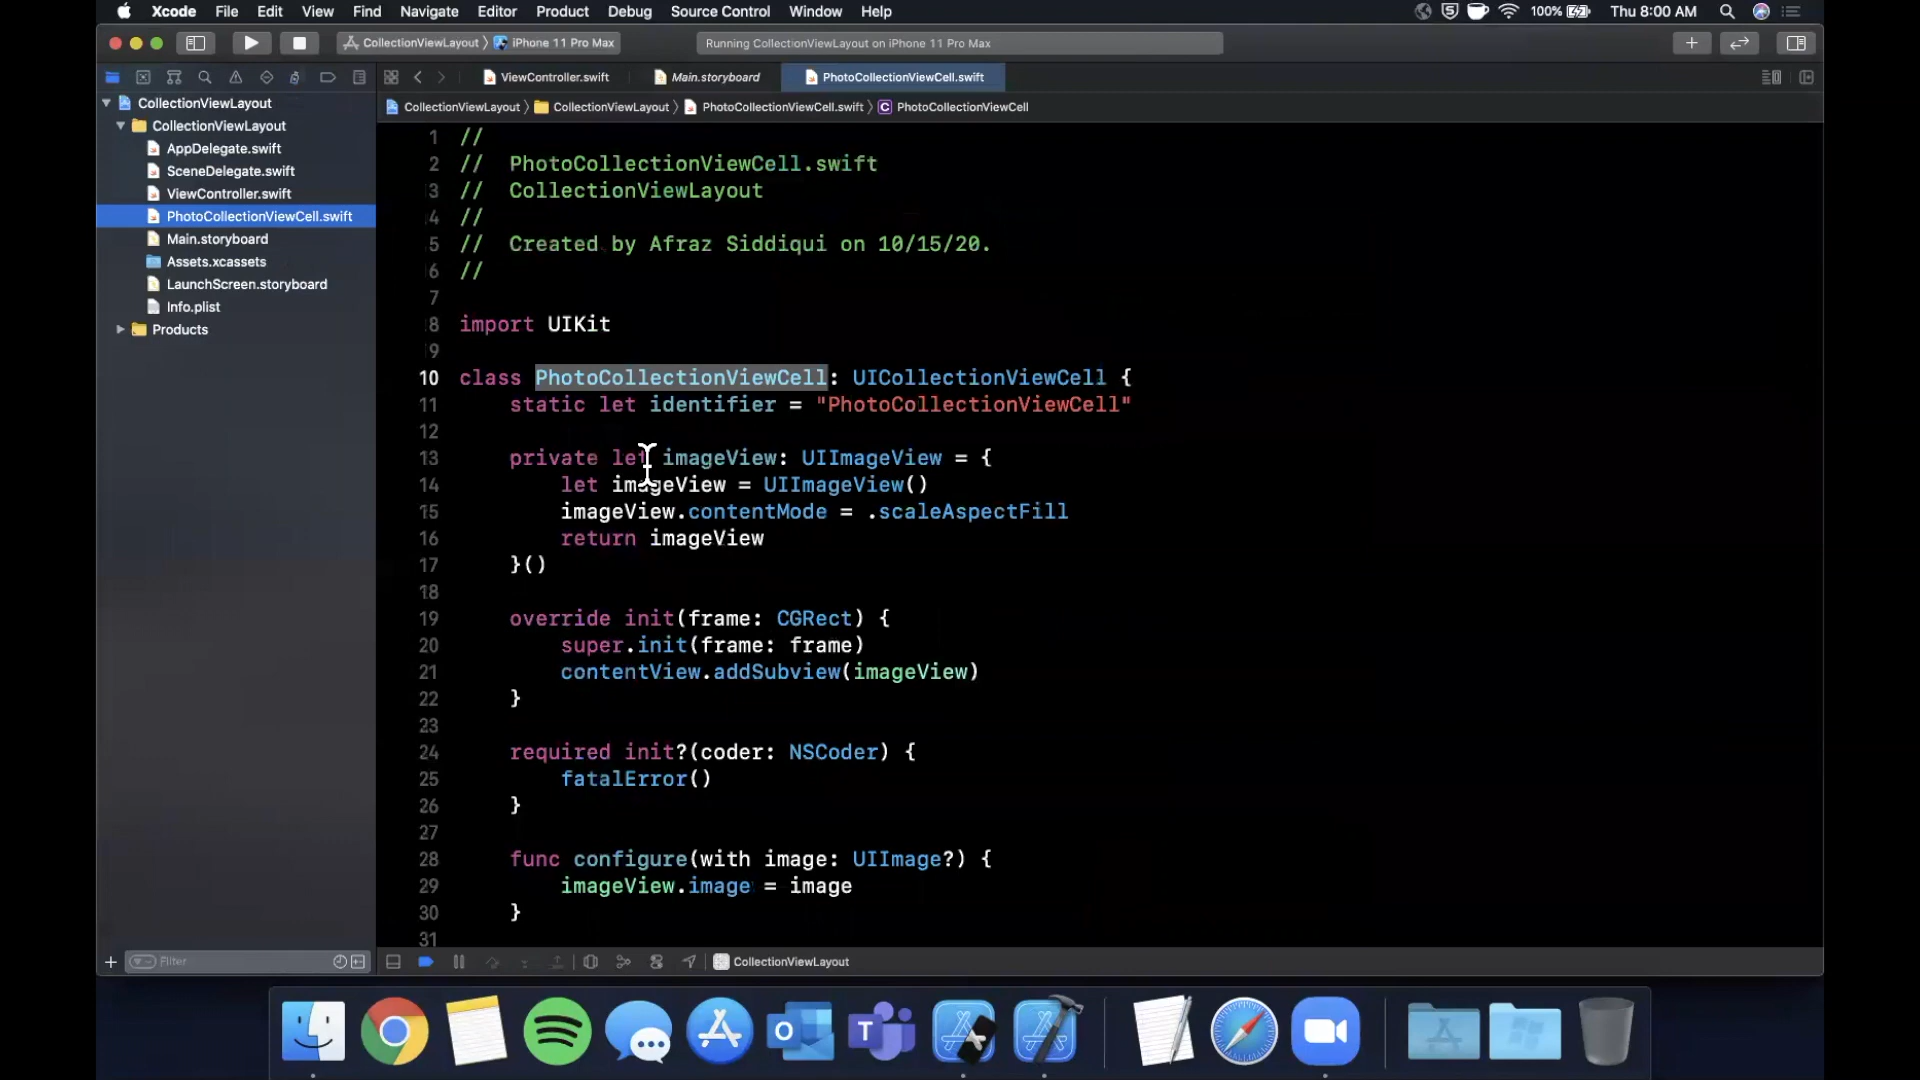 Xcode File Edit View Find Navigate Editor Product Debug Source Control Window Help 100% Thu 8:00 AM
CollectionViewLayout iPhone 11 Pro Max Running CollectionViewLayout on iPhone 11 Pro Max
ViewController.swift Main.storyboard PhotoCollectionViewCell.swift
CollectionViewLayout CollectionViewLayout PhotoCollectionViewCell.swift C PhotoCollectionViewCell
CollectionViewLayout
CollectionViewLayout
AppDelegate.swift
SceneDelegate.swift
ViewController.swift
PhotoCollectionViewCell.swift
Main.storyboard
Assets.xcassets
LaunchScreen.storyboard
Info.plist
Products
1 //
2 // PhotoCollectionViewCell.swift
3 // CollectionViewLayout
4 //
5 // Created by Afraz Siddiqui on 10/15/20.
6 //
7
8 import UIKit
9
10 class PhotoCollectionViewCell: UICollectionViewCell {
11 static let identifier = "PhotoCollectionViewCell"
12
13 private let imageView: UIImageView = {
14 let imageView = UIImageView()
15 imageView.contentMode = .scaleAspectFill
16 return imageView
17 }()
18
19 override init(frame: CGRect) {
20 super.init(frame: frame)
21 contentView.addSubview(imageView)
22 }
23
24 required init?(coder: NSCoder) {
25 fatalError()
26 }
27
28 func configure(with image: UIImage?) {
29 imageView.image = image
30 }
31
Filter
CollectionViewLayout